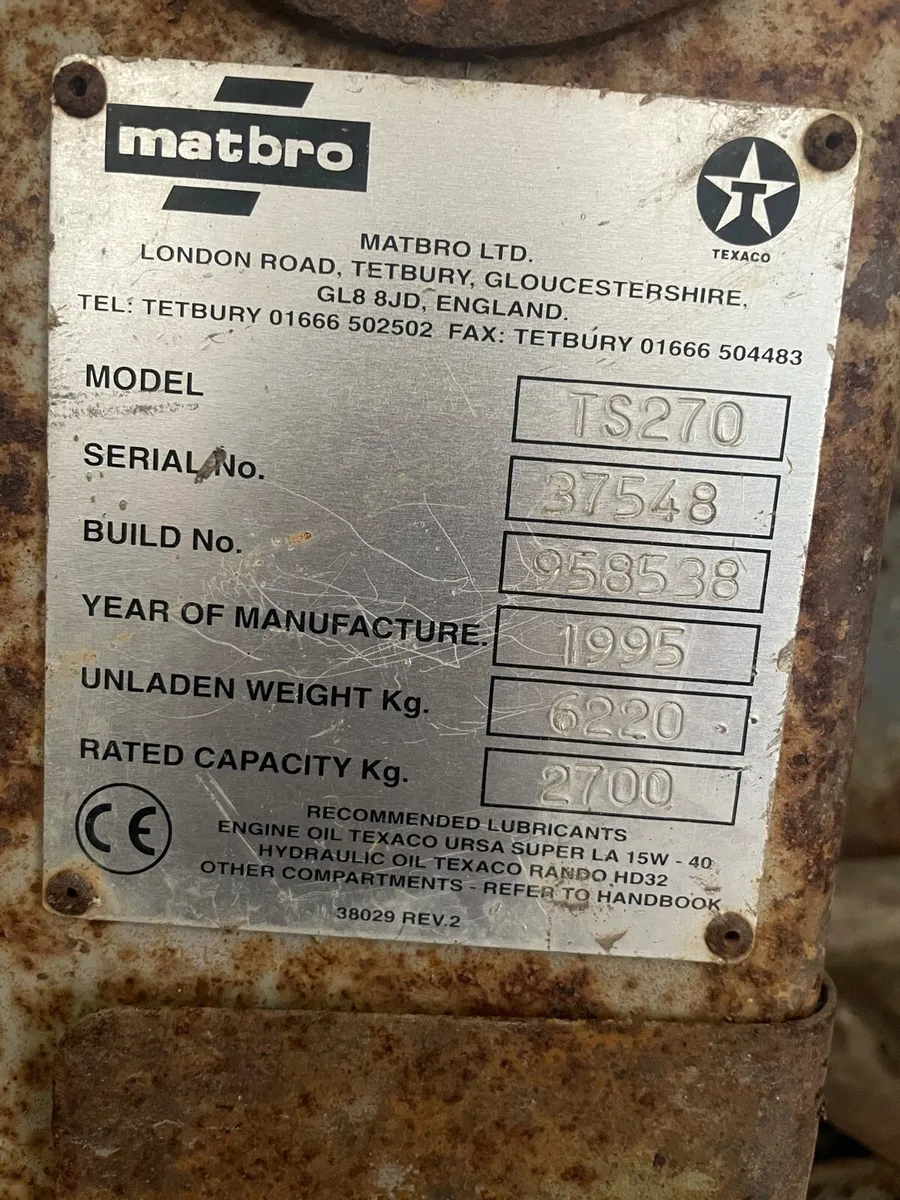 matbro
T
TEXACO
MATBRO LTD.
LONDON ROAD, TETBURY, GLOUCESTERSHIRE,
GL8 8JD, ENGLAND.
TEL: TETBURY 01666 502502 FAX: TETBURY 01666 504483
MODEL TS270
SERIAL No. 37548
BUILD No. 958538
YEAR OF MANUFACTURE. 1995
UNLADEN WEIGHT Kg. 6220
RATED CAPACITY Kg. 2700
CE
RECOMMENDED LUBRICANTS
ENGINE OIL TEXACO URSA SUPER LA 15W - 40
HYDRAULIC OIL TEXACO RANDO HD32
OTHER COMPARTMENTS - REFER TO HANDBOOK
38029 REV.2